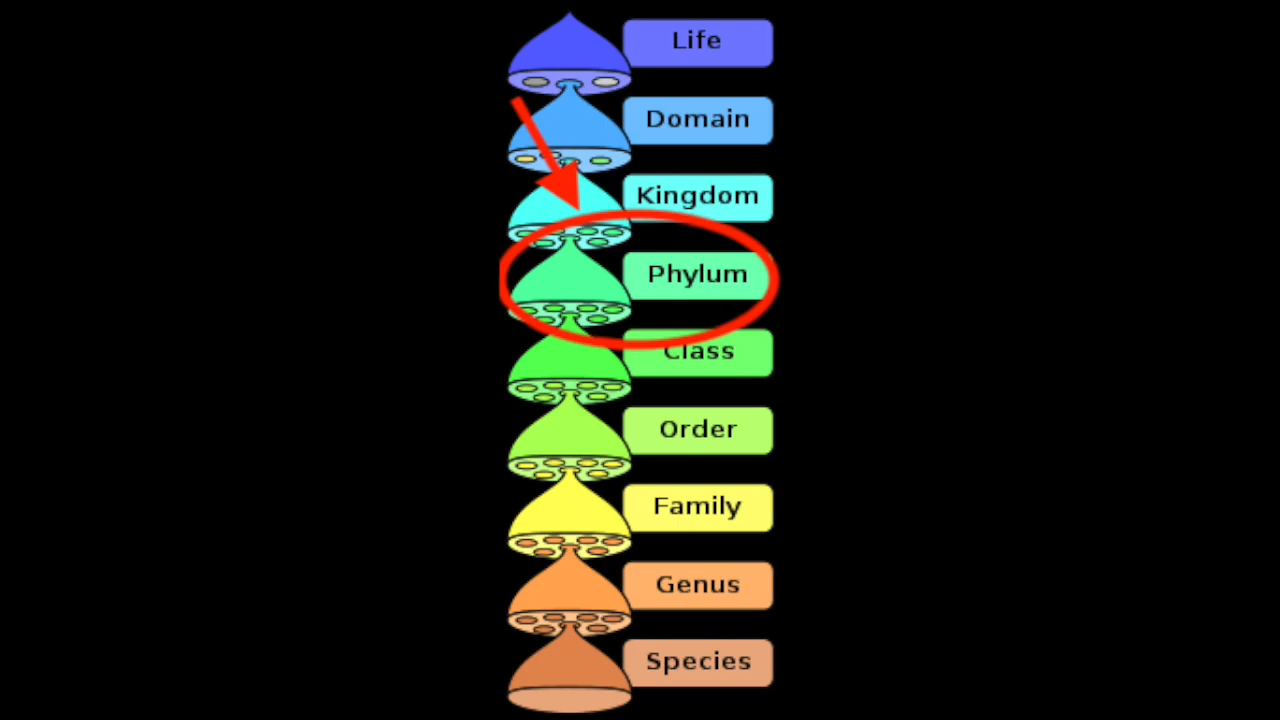 Life
Domain
Kingdom
Phylum
Class
Order
Family
Genus
Species